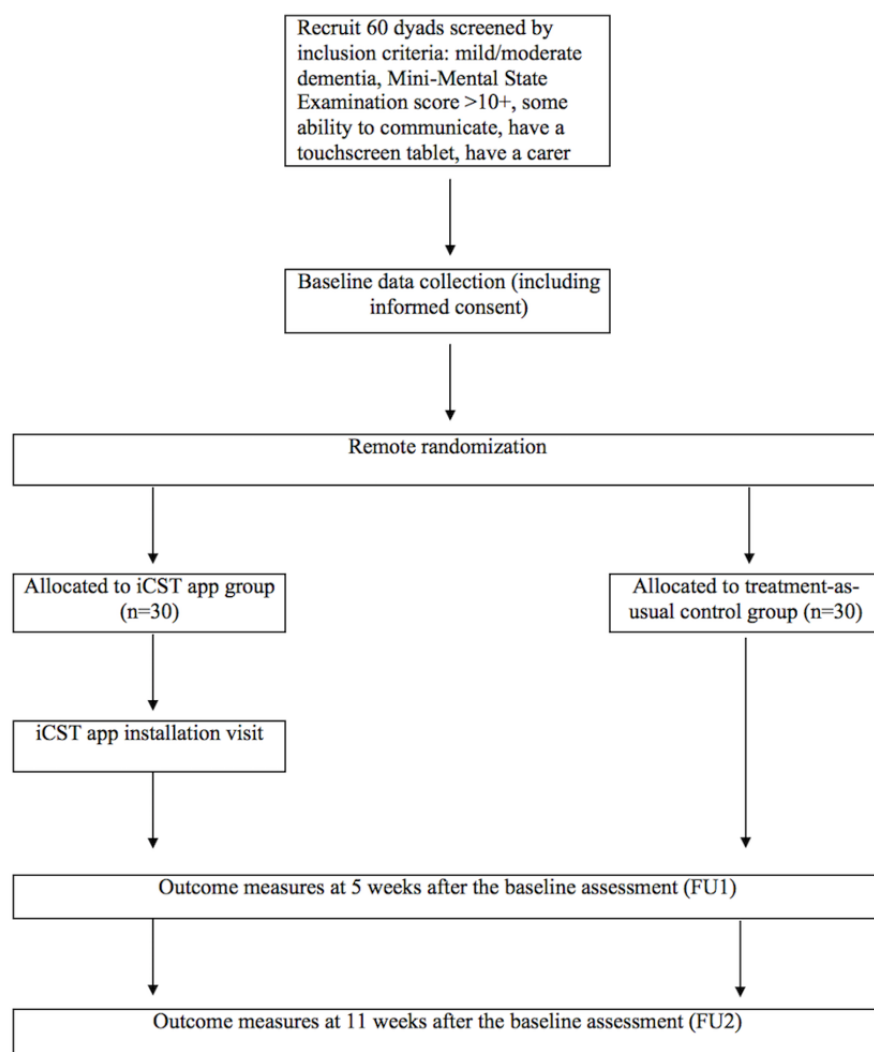 Recruit 60 dyads screened by
inclusion criteria: mild/moderate
dementia, Mini-Mental State
Examination score >10+, some
ability to communicate, have a
touchscreen tablet, have a carer
Baseline data collection (including
informed consent)
Remote randomization
Allocated to iCST app group
(n=30)
Allocated to treatment-as-
usual control group (n=30)
iCST app installation visit
Outcome measures at 5 weeks after the baseline assessment (FU1)
Outcome measures at 11 weeks after the baseline assessment (FU2)